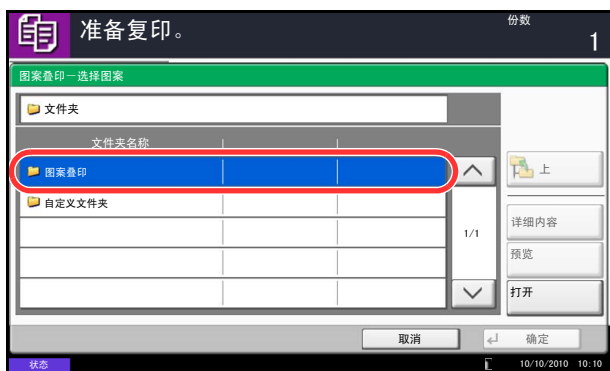 准备复印。
份数
1
图案叠印－选择图案
文件夹
文件夹名称
图案叠印
上
自定义文件夹
详细内容
1/1
预览
打开
取消
确定
状态
10/10/2010 10:10